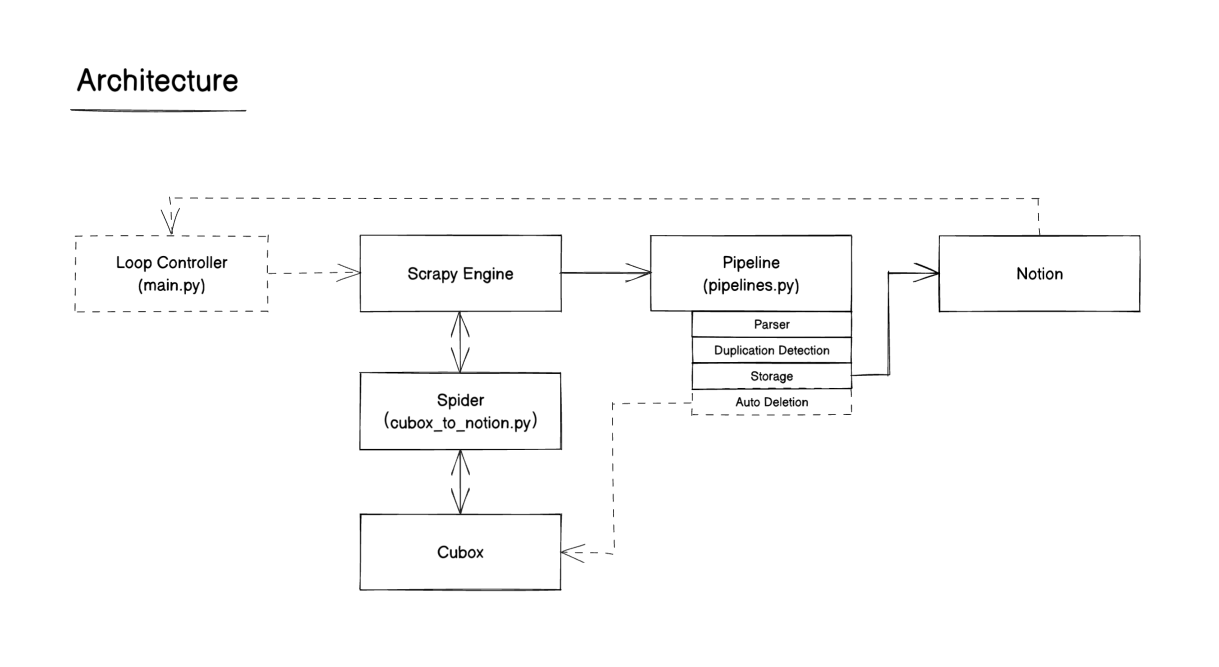 Architecture
Loop Controller
(main.py)
Scrapy Engine
Pipeline
(pipelines.py)
Notion
Parser
Duplication Detection
Storage
Auto Deletion
Spider
(cubox_to_notion.py)
Cubox